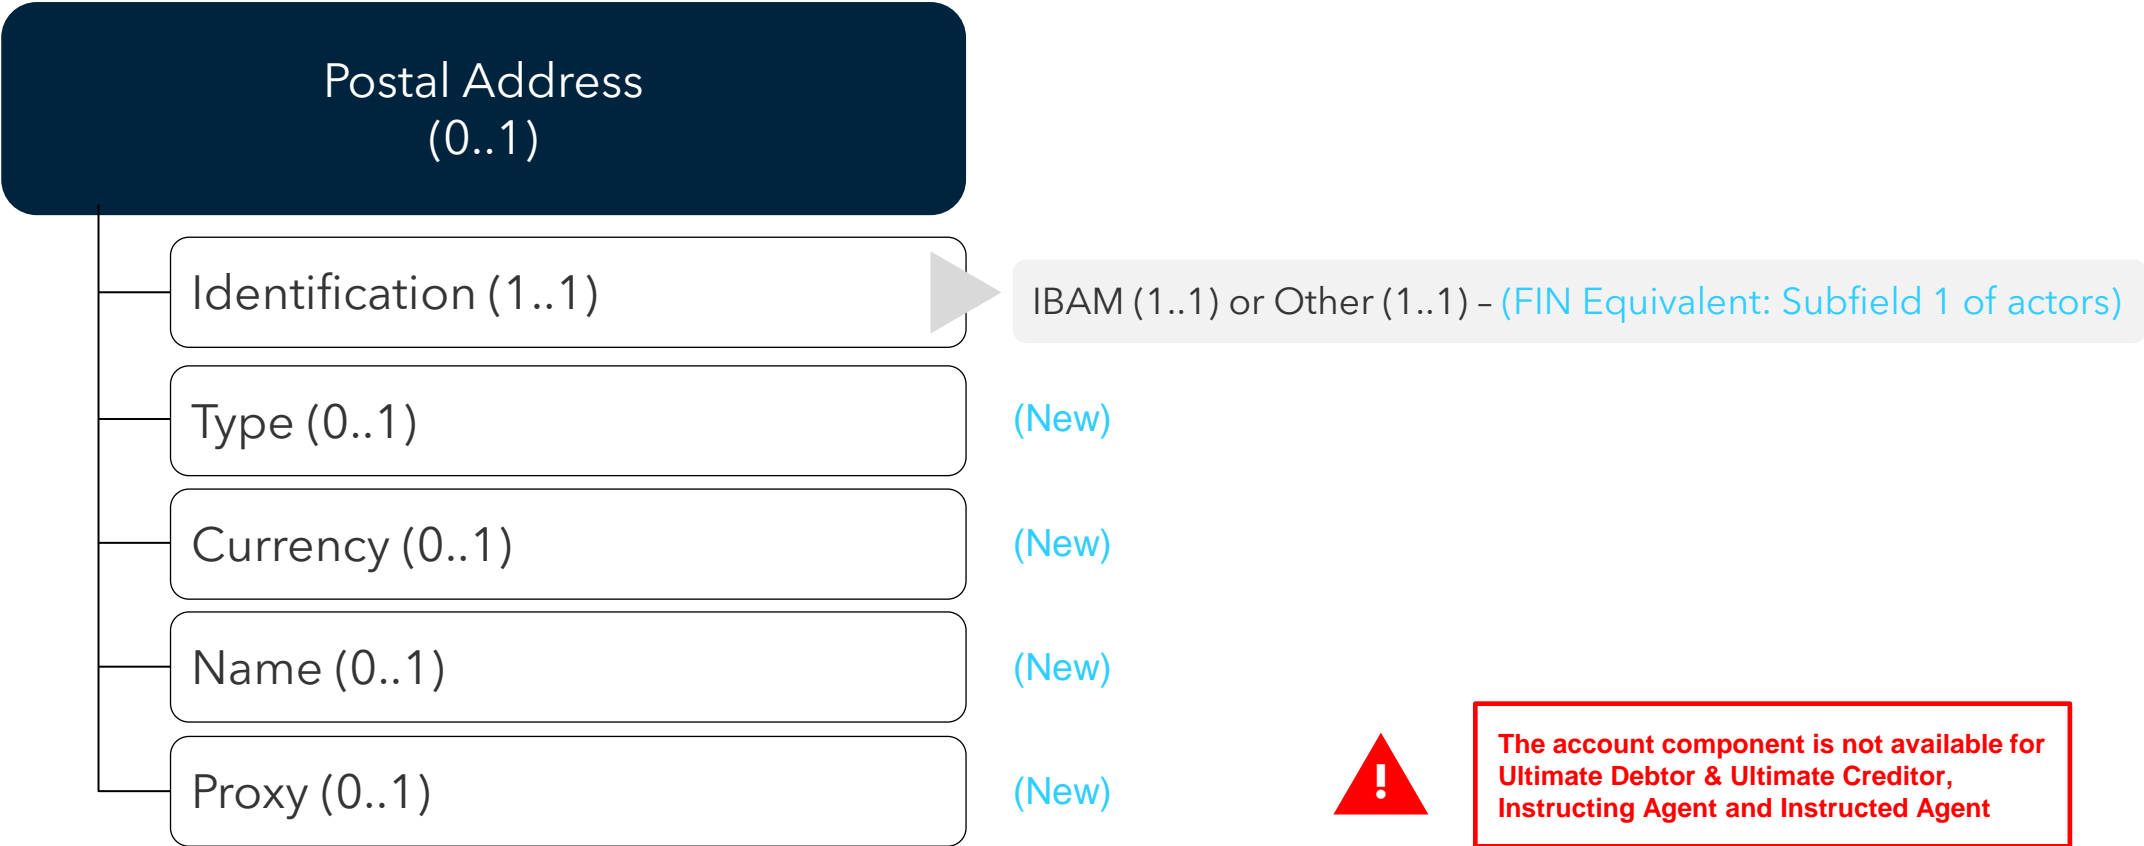 Postal Address
(0..1)
Identification (1..1)
IBAM (1..1) or Other (1..1) – (FIN Equivalent: Subfield 1 of actors)
Type (0..1)
(New)
Currency (0..1)
(New)
Name (0..1)
(New)
Proxy (0..1)
(New)
!
The account component is not available for
Ultimate Debtor & Ultimate Creditor,
Instructing Agent and Instructed Agent